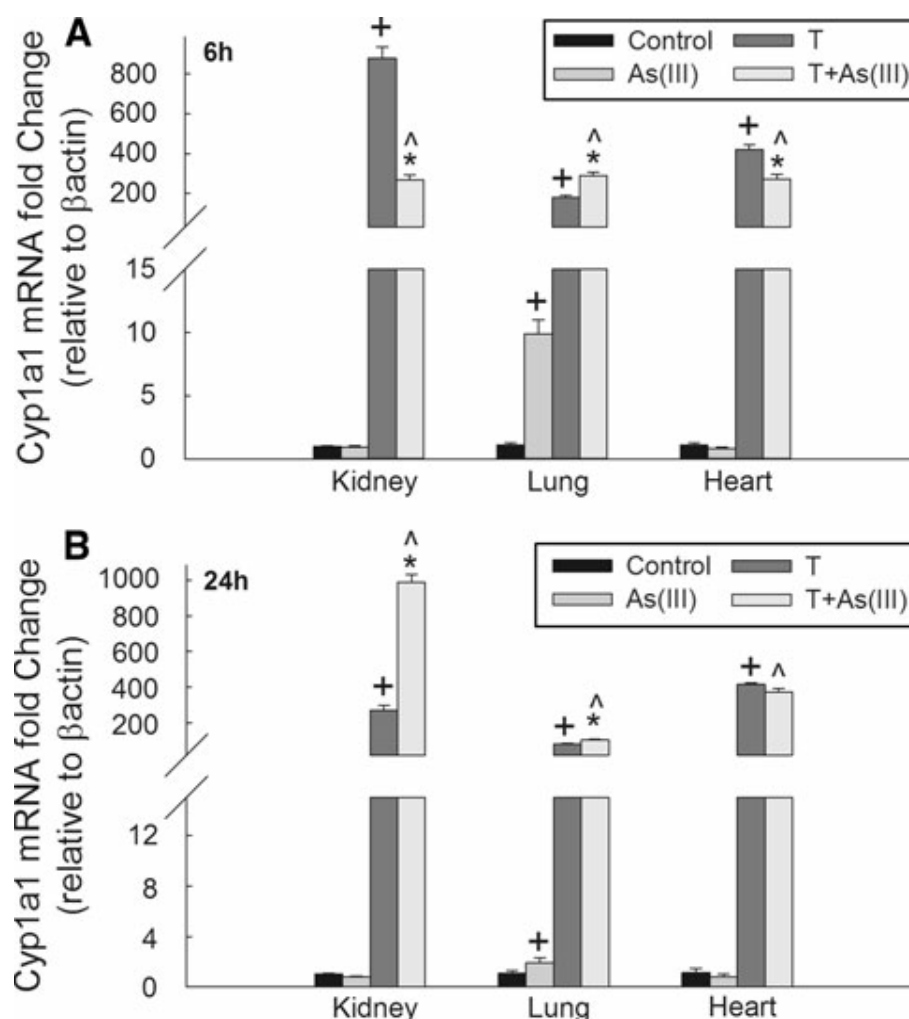 A
6h
Control
T
As(III)
T+As(III)
Cyp1a1 mRNA fold Change
(relative to βactin)
800
600
400
200
15
10
5
0
+
^
*
+
+
^
*
+
^
*
Kidney
Lung
Heart
B
24h
Control
T
As(III)
T+As(III)
Cyp1a1 mRNA fold Change
(relative to βactin)
1000
800
600
400
200
12
8
4
0
+
^
*
+
+
^
*
+
^
Kidney
Lung
Heart